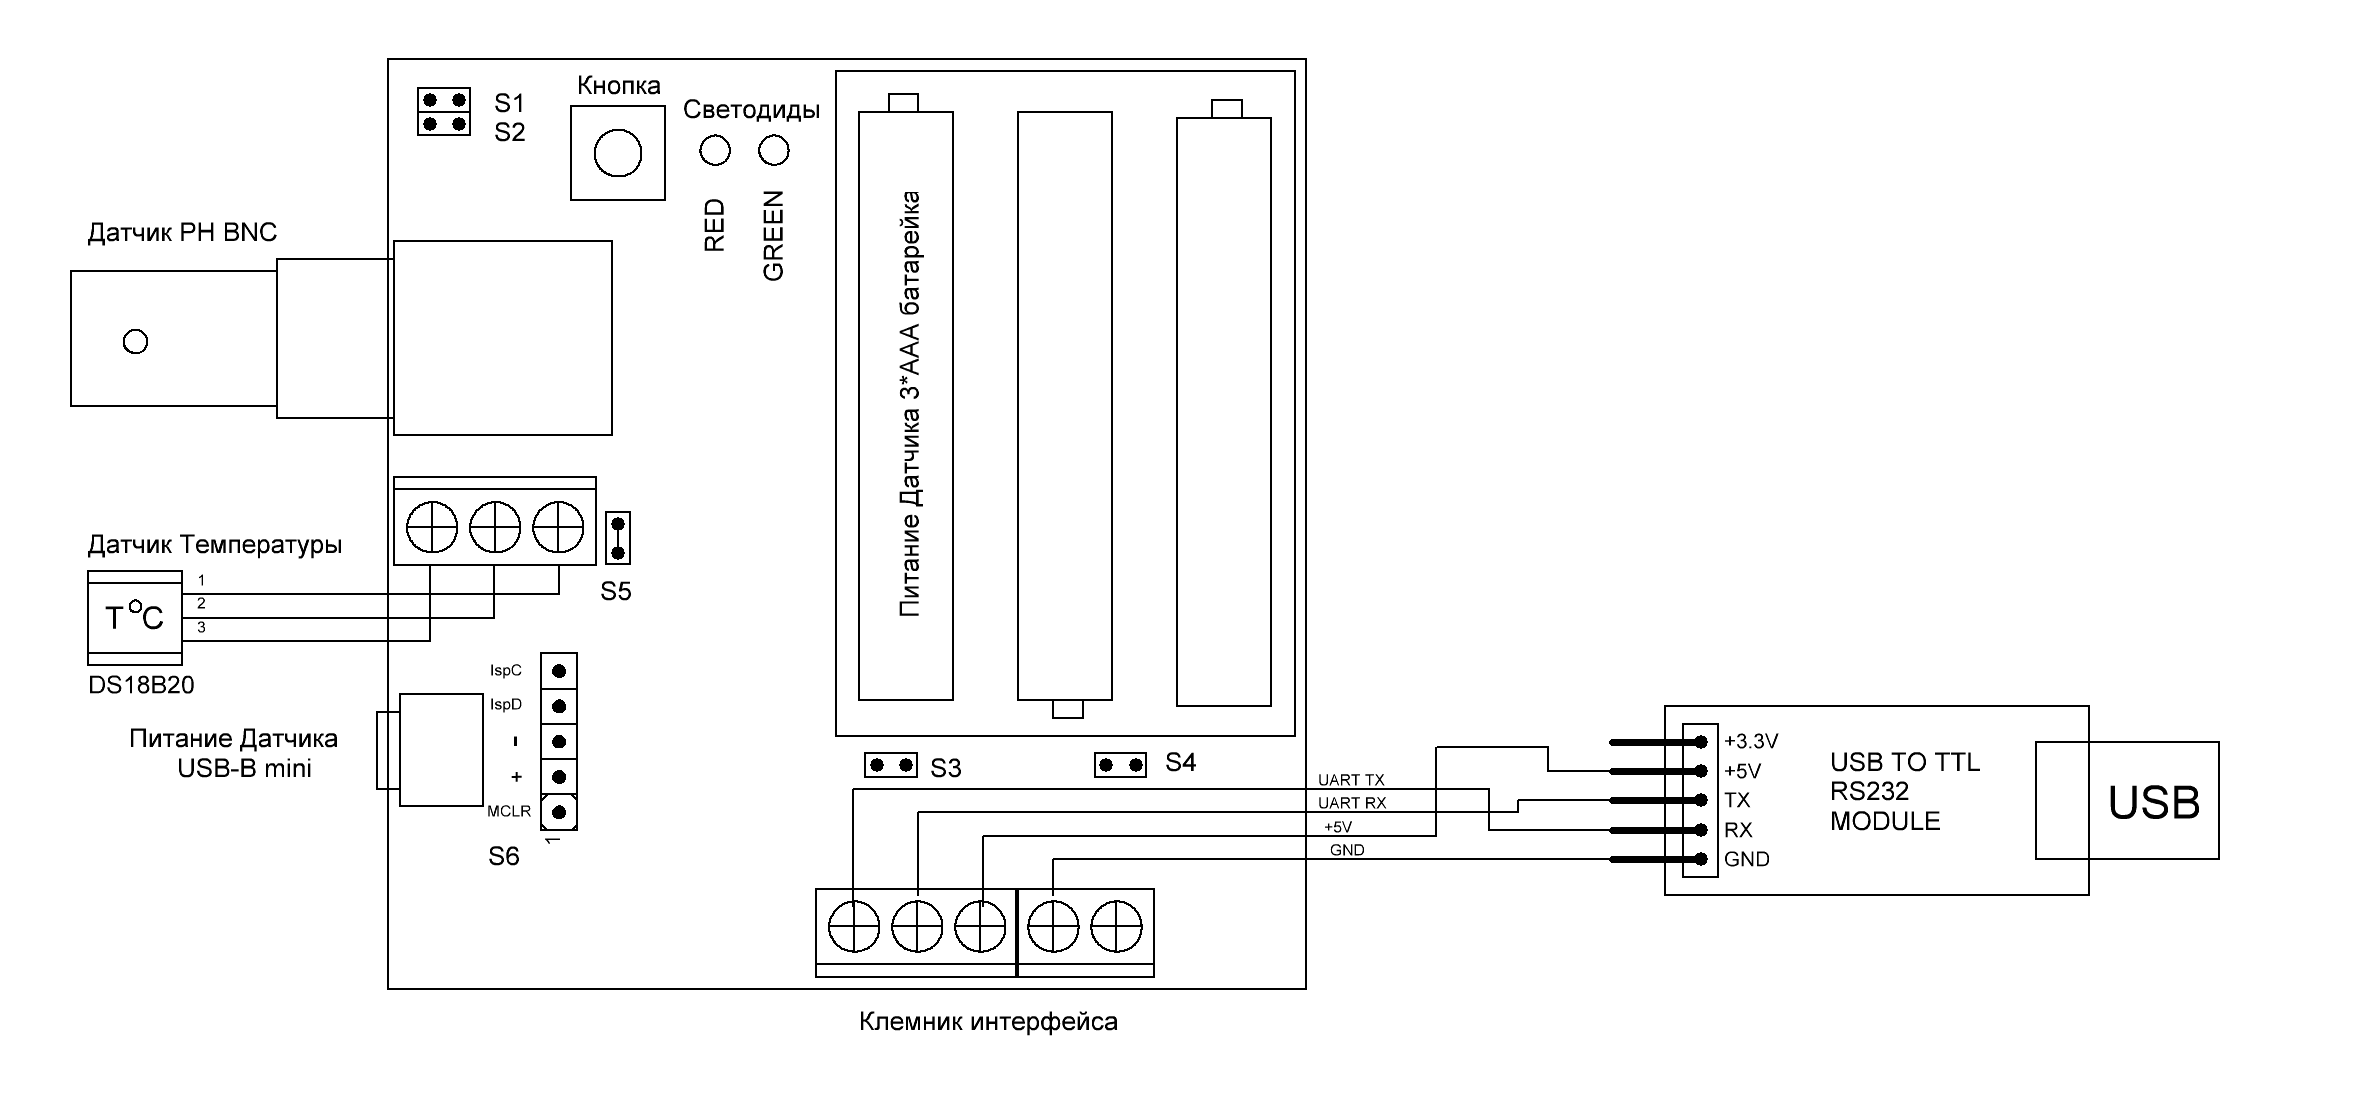 Кнопка
S1
S2
Светодиды
RED
GREEN
Питание Датчика 3*AAA батарейка
Датчик PH BNC
Датчик Температуры
1
2
3
T°C
DS18B20
S5
Питание Датчика
USB-B mini
IspC
IspD
-
+
MCLR
1
S6
S3
S4
UART TX
UART RX
+5V
GND
+3.3V
+5V
TX
RX
GND
USB TO TTL
RS232
MODULE
USB
Клемник интерфейса